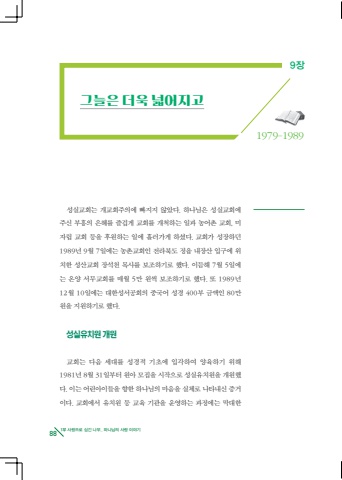 9장
그늘은 더욱 넓어지고
1979~1989
성실교회는 개교회주의에 빠지지 않았다. 하나님은 성실교회에
주신 부흥의 은혜를 즐겁게 교회를 개척하는 일과 농어촌 교회, 미
자립 교회 등을 후원하는 일에 흘러가게 하셨다. 교회가 성장하던
1989년 9월 7일에는 농촌교회인 전라북도 정읍 내장산 입구에 위
치한 성산교회 장석천 목사를 보조하기로 했다. 이듬해 7월 5일에
는 온양 서부교회를 매월 5만 원씩 보조하기로 했다. 또 1989년
12월 10일에는 대한성서공회의 중국어 성경 400부 금액인 80만
원을 지원하기로 했다.
성실유치원 개원
교회는 다음 세대를 성경적 기초에 입각하여 양육하기 위해
1981년 8월 31일부터 원아 모집을 시작으로 성실유치원을 개원했
다. 이는 어린아이들을 향한 하나님의 마음을 실제로 나타내신 증거
이다. 교회에서 유치원 등 교육 기관을 운영하는 과정에는 막대한
88 1부 사랑으로 심긴 나무, 하나님의 사랑 이야기